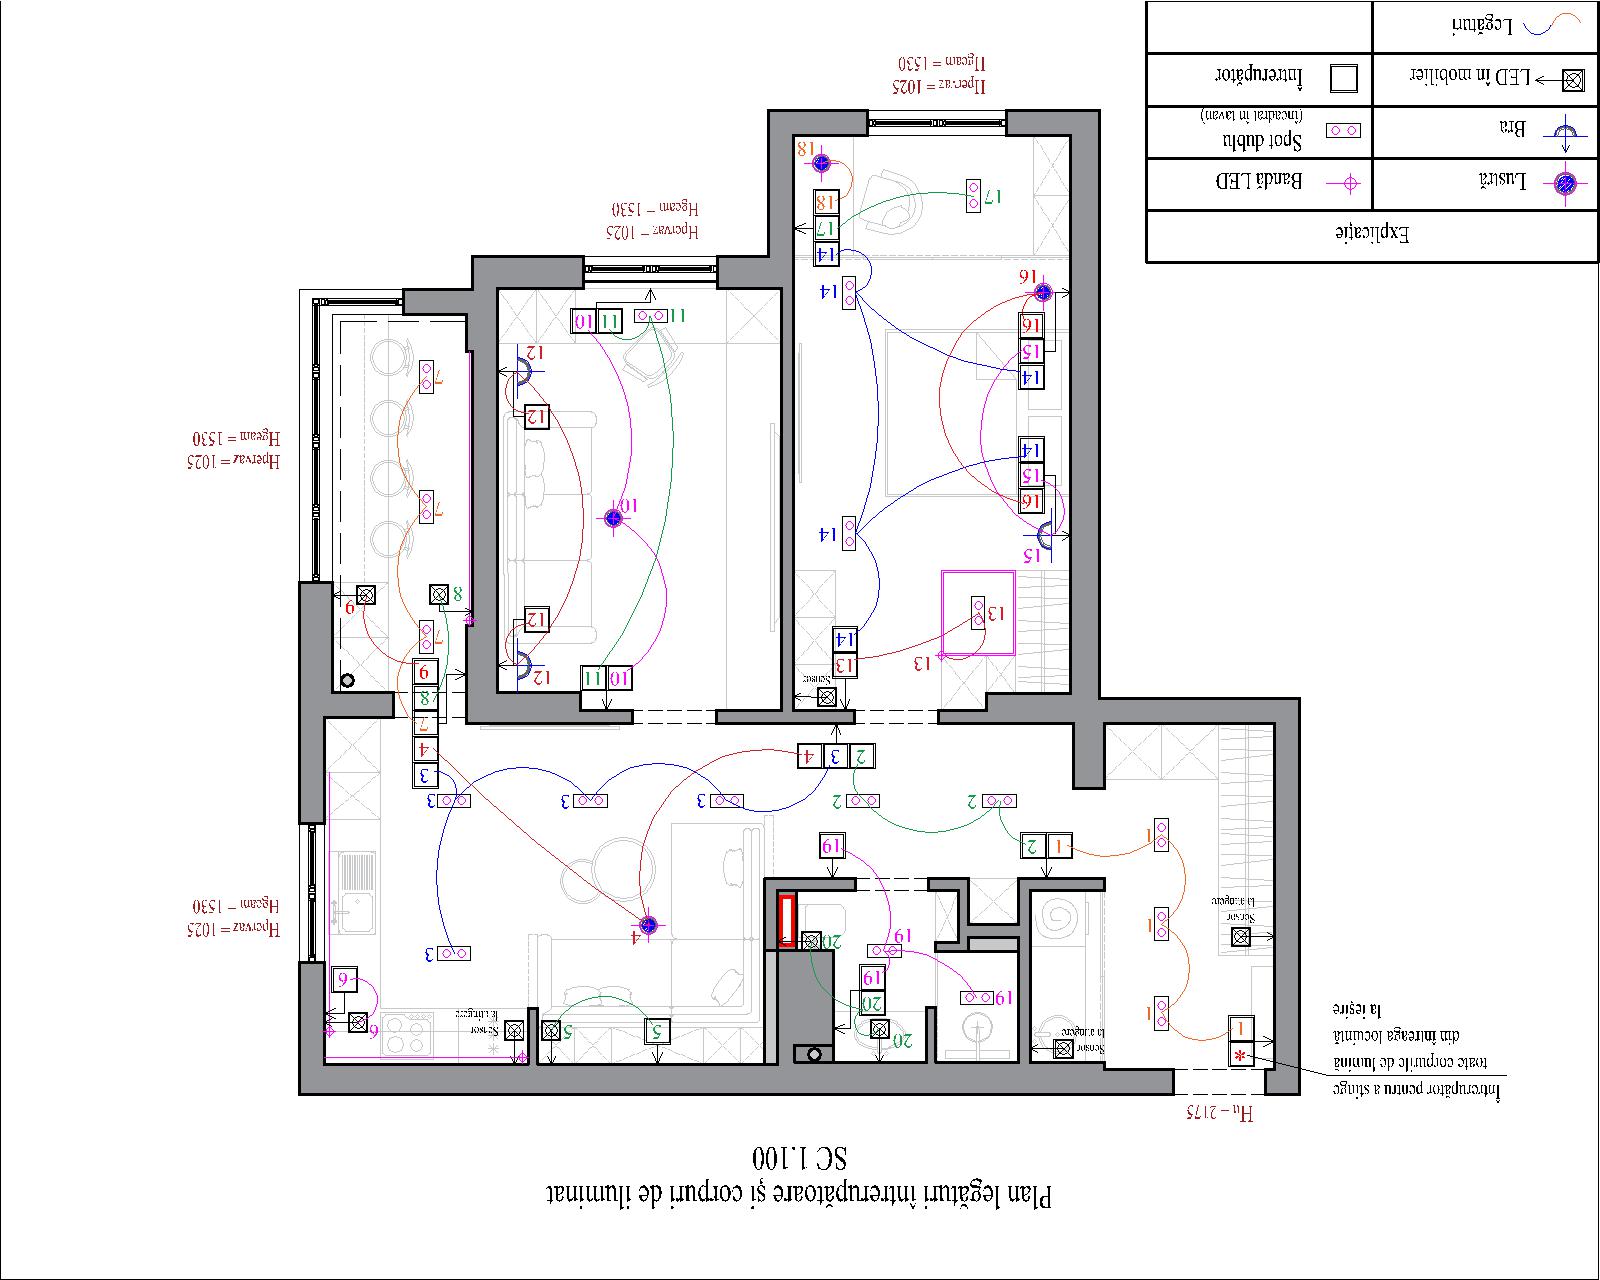 Plan legături întrerupătoare și corpuri de iluminat
SC 1.100
Hu – 2175
Întrerupător pentru a stinge
toate corpurile de lumină
din întreaga locuință
la ieșire
*
1
1
1
1
1
Sensor
la atingere
Sensor
la atingere
2
2
2
2
19
19
19
19
20
20
20
5
5
Sensor
la atingere
6
6
3
3
3
3
3
3
4
4
4
7
8
9
7
8
9
7
7
Hpervaz = 1025
Hgeam = 1530
Hpervaz = 1025
Hgeam = 1530
Sensor
13
13
13
14
14
15
16
15
14
14
15
16
16
14
14
17
18
17
18
10
11
12
12
10
12
12
11
11
10
Hpervaz = 1025
Hgeam = 1530
Hpervaz = 1025
Hgeam = 1530
Explicație
Lustră
Bandă LED
Bra
Spot dublu
(încadrat în tavan)
LED în mobilier
Întrerupător
Legături